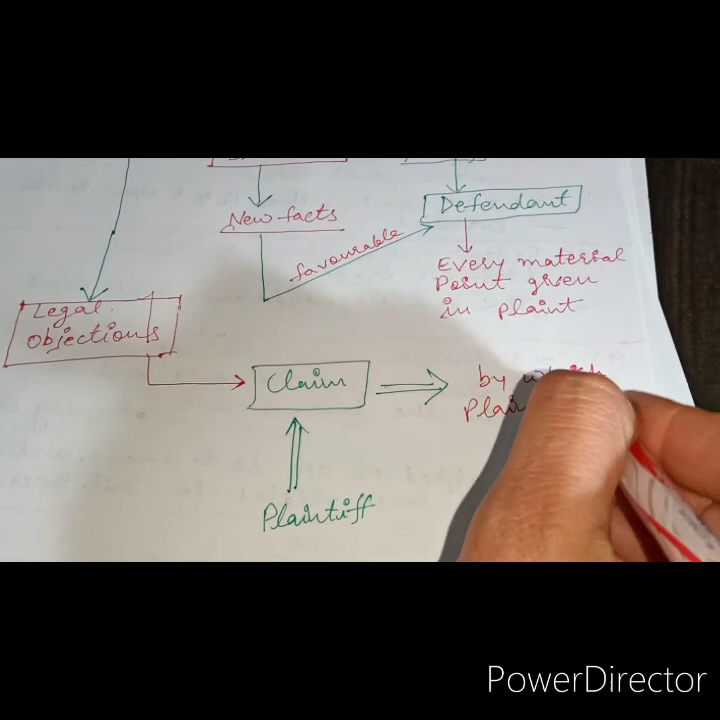 Defendant
New facts
favourable
Every material
Point given
in plaint
Legal
objections
Claim
by
Plaintiff
PowerDirector